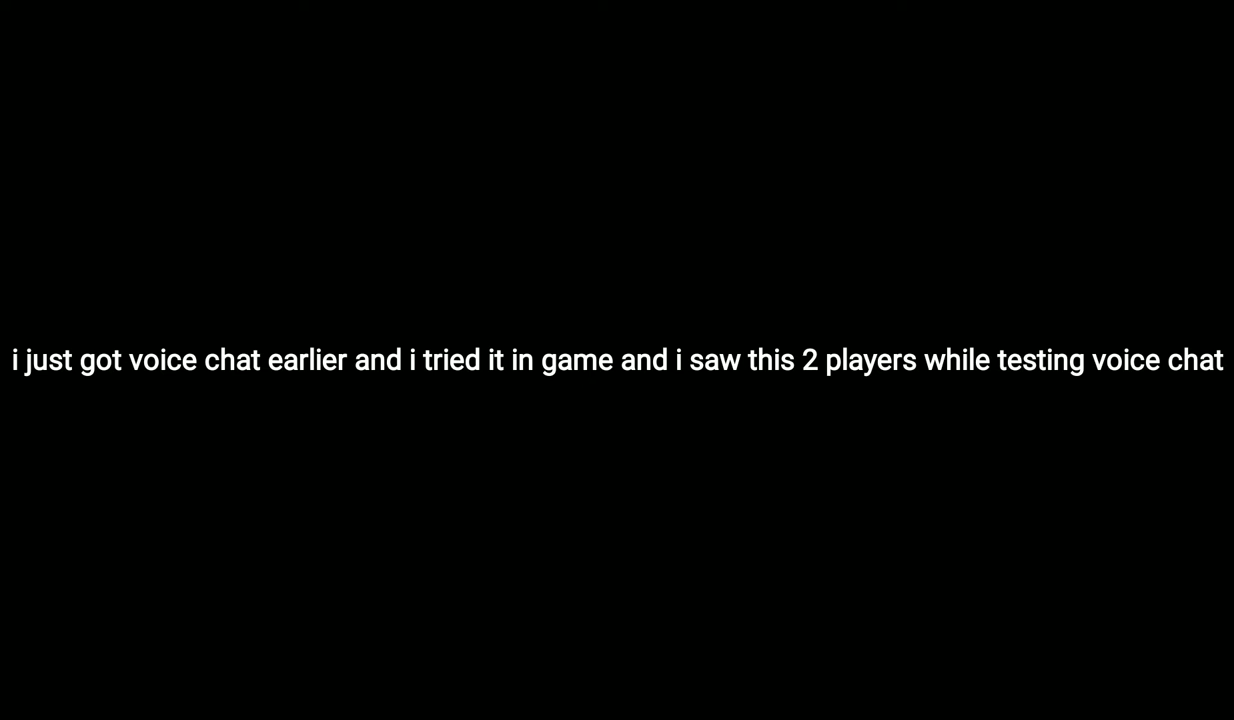 i just got voice chat earlier and i tried it in game and i saw this 2 players while testing voice chat